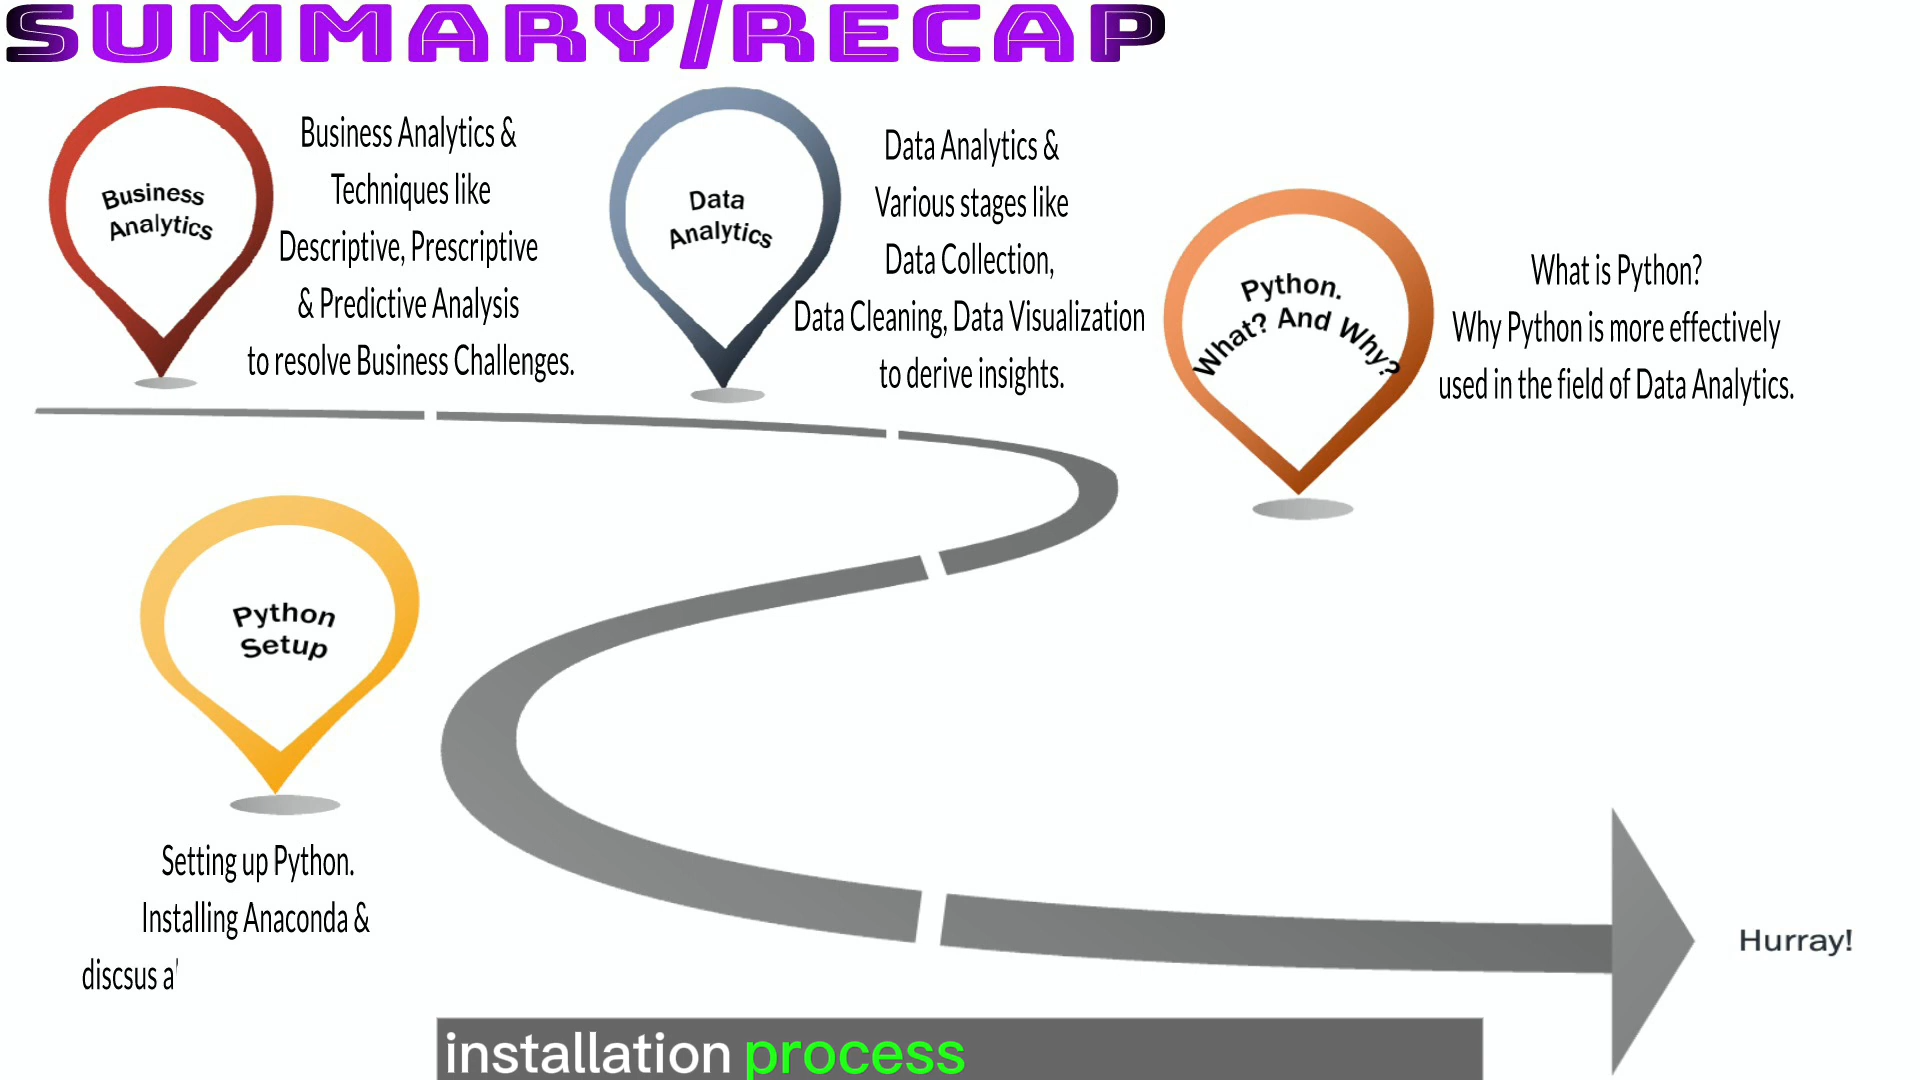 SUMMARY/RECAP
Business
Analytics
Business Analytics &
Techniques like
Descriptive, Prescriptive
& Predictive Analysis
to resolve Business Challenges.
Data
Analytics
Data Analytics &
Various stages like
Data Collection,
Data Cleaning, Data Visualization
to derive insights.
Python.
What? And Why?
What is Python?
Why Python is more effectively
used in the field of Data Analytics.
Python
Setup
Setting up Python.
Installing Anaconda &
discsus
Hurray!
installation process